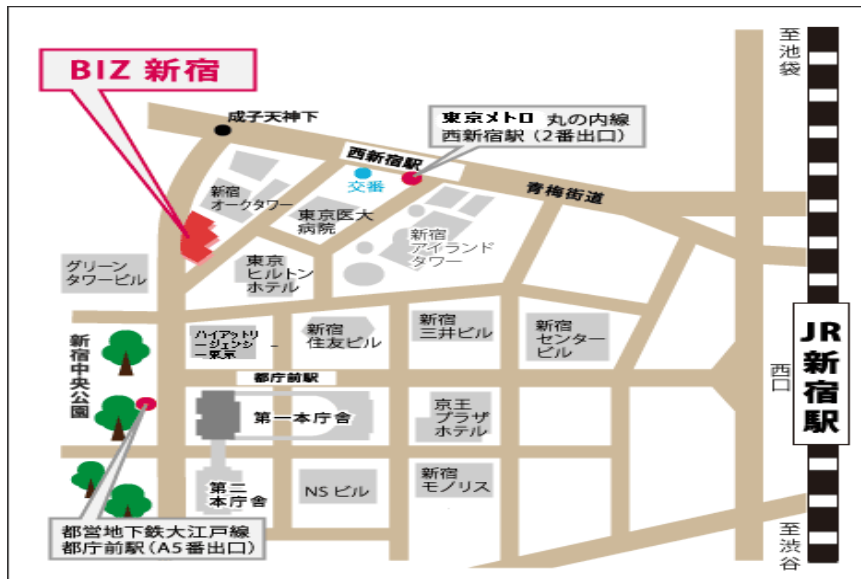 至池袋
BIZ 新宿
成子天神下
東京メトロ 丸の内線
西新宿駅（2番出口）
西新宿駅
交番
青梅街道
新宿
オークタワー
東京医大
病院
新宿
アイランド
タワー
グリーン
タワービル
東京
ヒルトン
ホテル
新宿中央公園
ハイアットリ
ージェンシ
ー東京
新宿
住友ビル
新宿
三井ビル
新宿
センター
ビル
JR新宿駅
西口
都庁前駅
第一本庁舎
京王
プラザ
ホテル
第二
本庁舎
NSビル
新宿
モノリス
都営地下鉄大江戸線
都庁前駅（A5番出口）
至渋谷